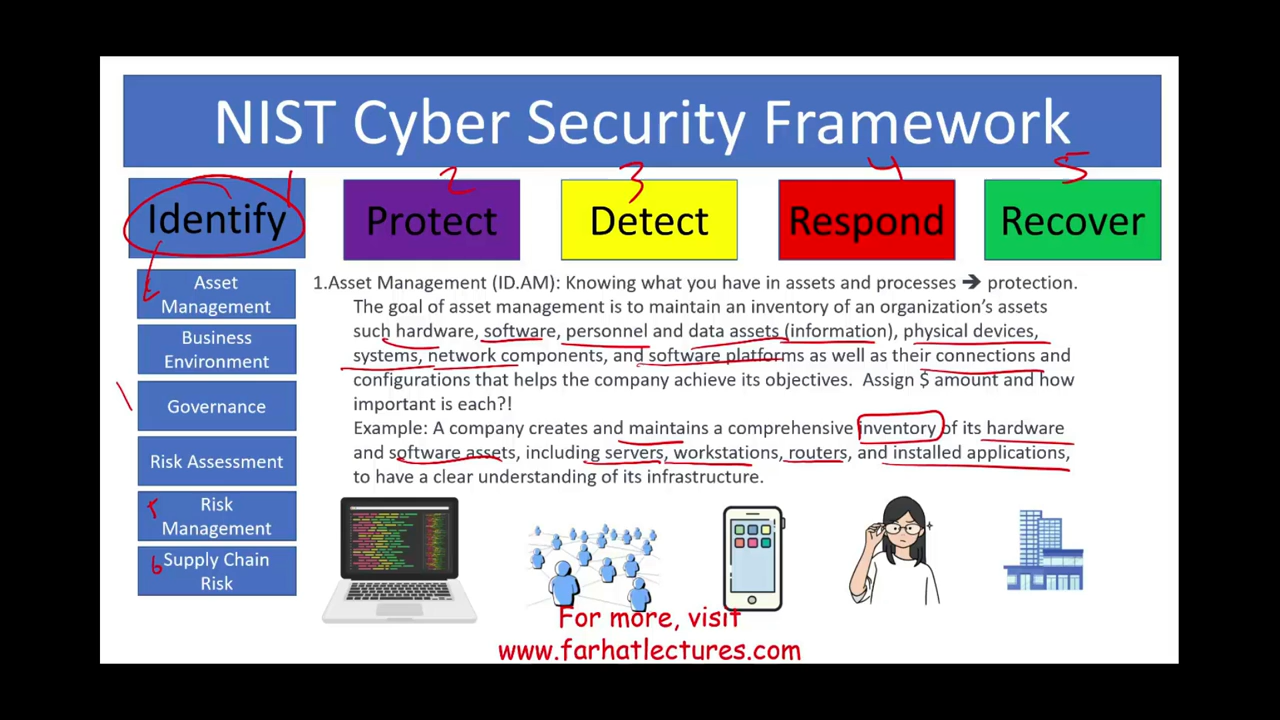 NIST Cyber Security Framework
1 2 3 4 5
Identify Protect Detect Respond Recover
Asset
Management
Business
Environment
Governance
Risk Assessment
5 Risk
Management
6 Supply Chain
Risk
1.Asset Management (ID.AM): Knowing what you have in assets and processes ➔ protection.
The goal of asset management is to maintain an inventory of an organization's assets
such hardware, software, personnel and data assets (information), physical devices,
systems, network components, and software platforms as well as their connections and
configurations that helps the company achieve its objectives. Assign $ amount and how
important is each?!
Example: A company creates and maintains a comprehensive inventory of its hardware
and software assets, including servers, workstations, routers, and installed applications,
to have a clear understanding of its infrastructure.
For more, visit
www.farhatlectures.com